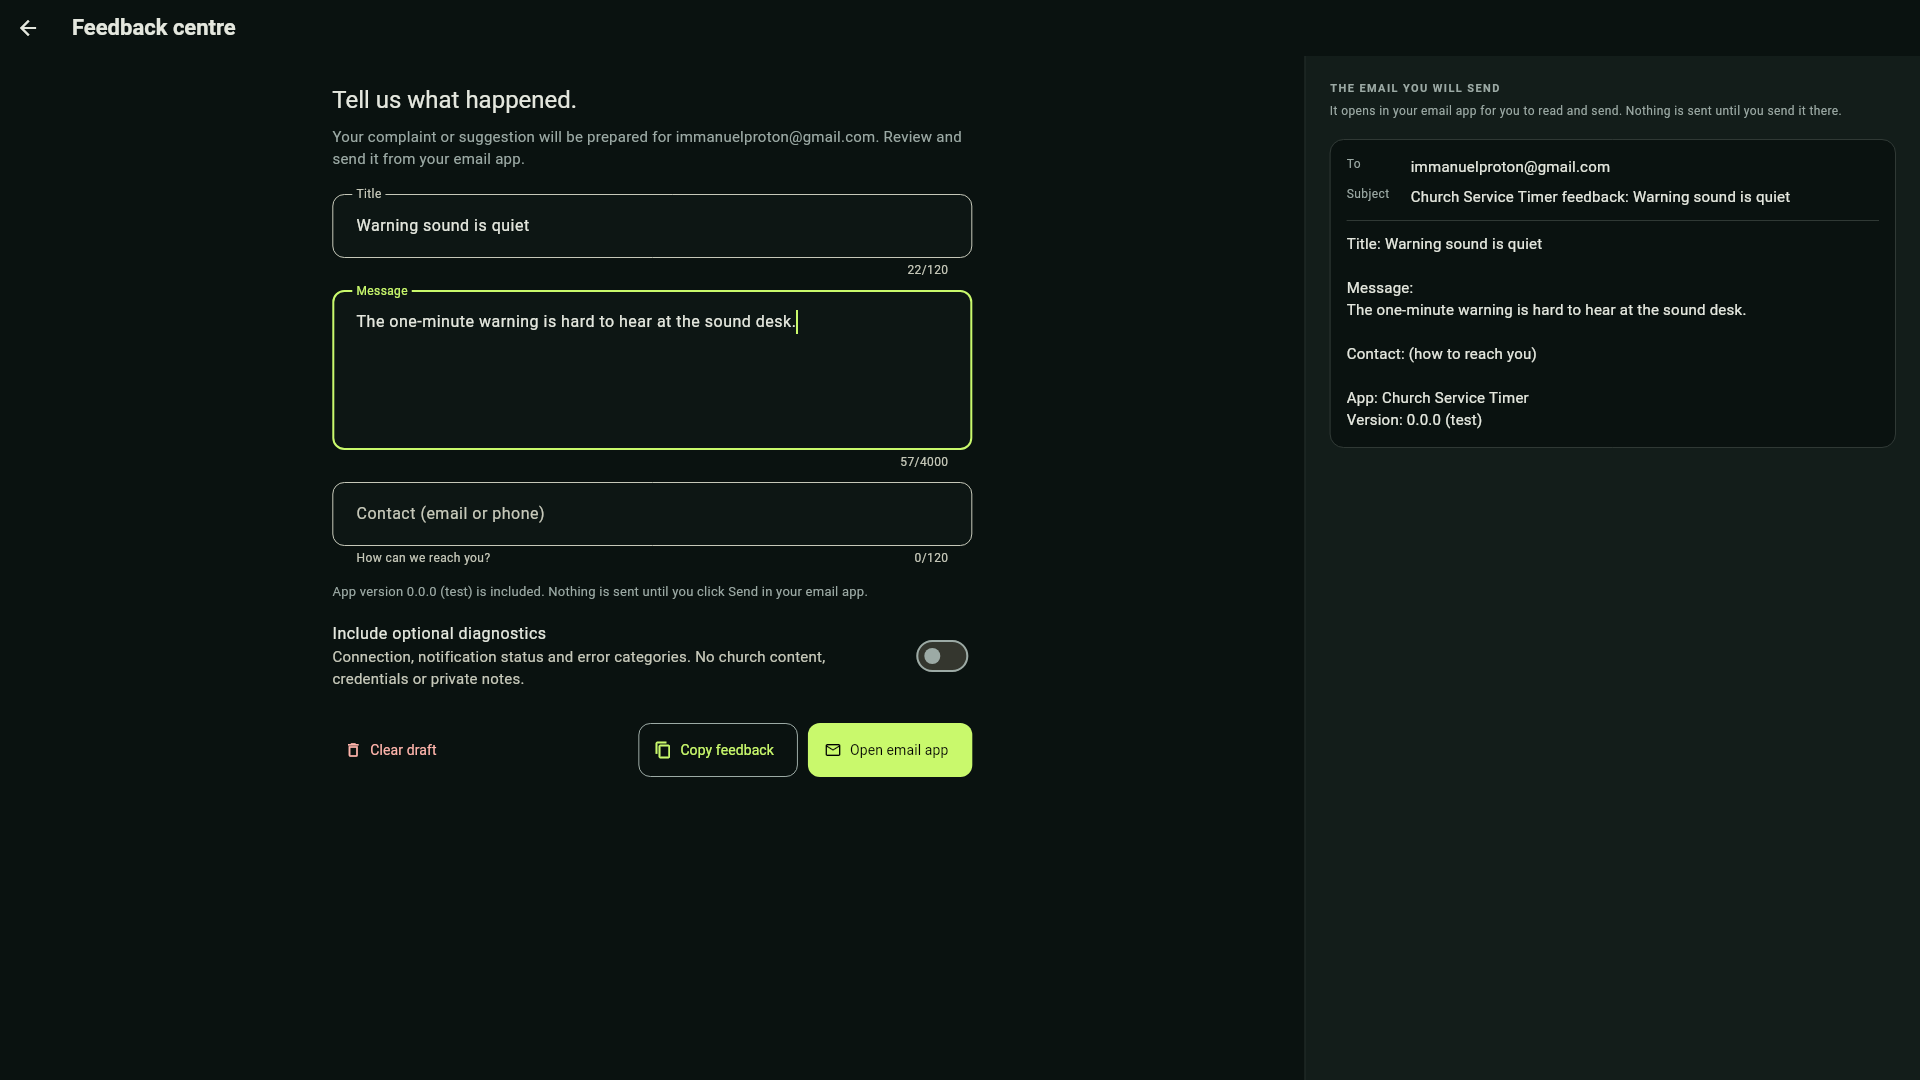 Feedback centre
Tell us what happened.
Your complaint or suggestion will be prepared for immanuelproton@gmail.com. Review and
send it from your email app.
Title
Warning sound is quiet
22/120
Message
The one-minute warning is hard to hear at the sound desk.
57/4000
Contact (email or phone)
How can we reach you?
0/120
App version 0.0.0 (test) is included. Nothing is sent until you click Send in your email app.
Include optional diagnostics
Connection, notification status and error categories. No church content,
credentials or private notes.
Clear draft
Copy feedback
Open email app
THE EMAIL YOU WILL SEND
It opens in your email app for you to read and send. Nothing is sent until you send it there.
To
immanuelproton@gmail.com
Subject
Church Service Timer feedback: Warning sound is quiet
Title: Warning sound is quiet
Message:
The one-minute warning is hard to hear at the sound desk.
Contact: (how to reach you)
App: Church Service Timer
Version: 0.0.0 (test)